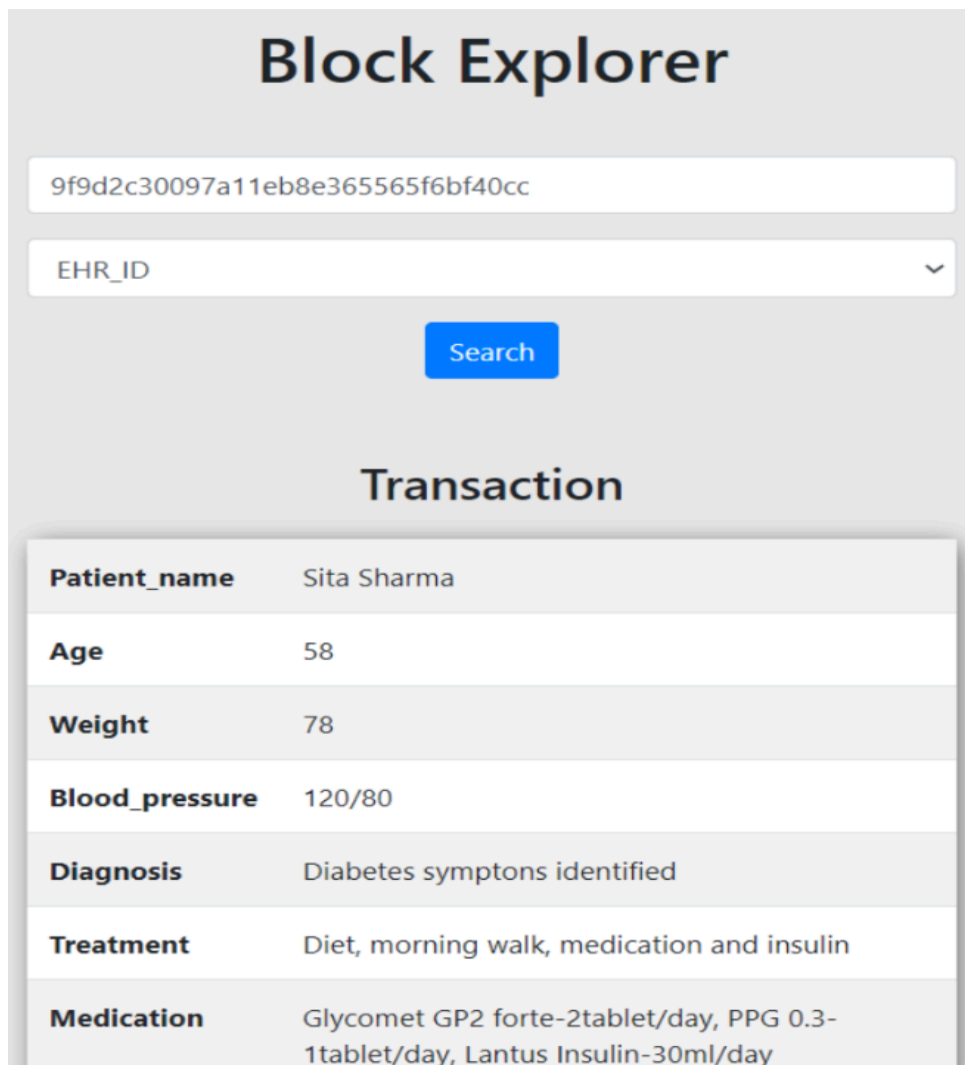 Block Explorer
9f9d2c30097a11eb8e365565f6bf40cc
EHR_ID
Search
Transaction
Patient_name Sita Sharma
Age 58
Weight 78
Blood_pressure 120/80
Diagnosis Diabetes symptons identified
Treatment Diet, morning walk, medication and insulin
Medication Glycomet GP2 forte-2tablet/day, PPG 0.3-
1tablet/day, Lantus Insulin-30ml/day